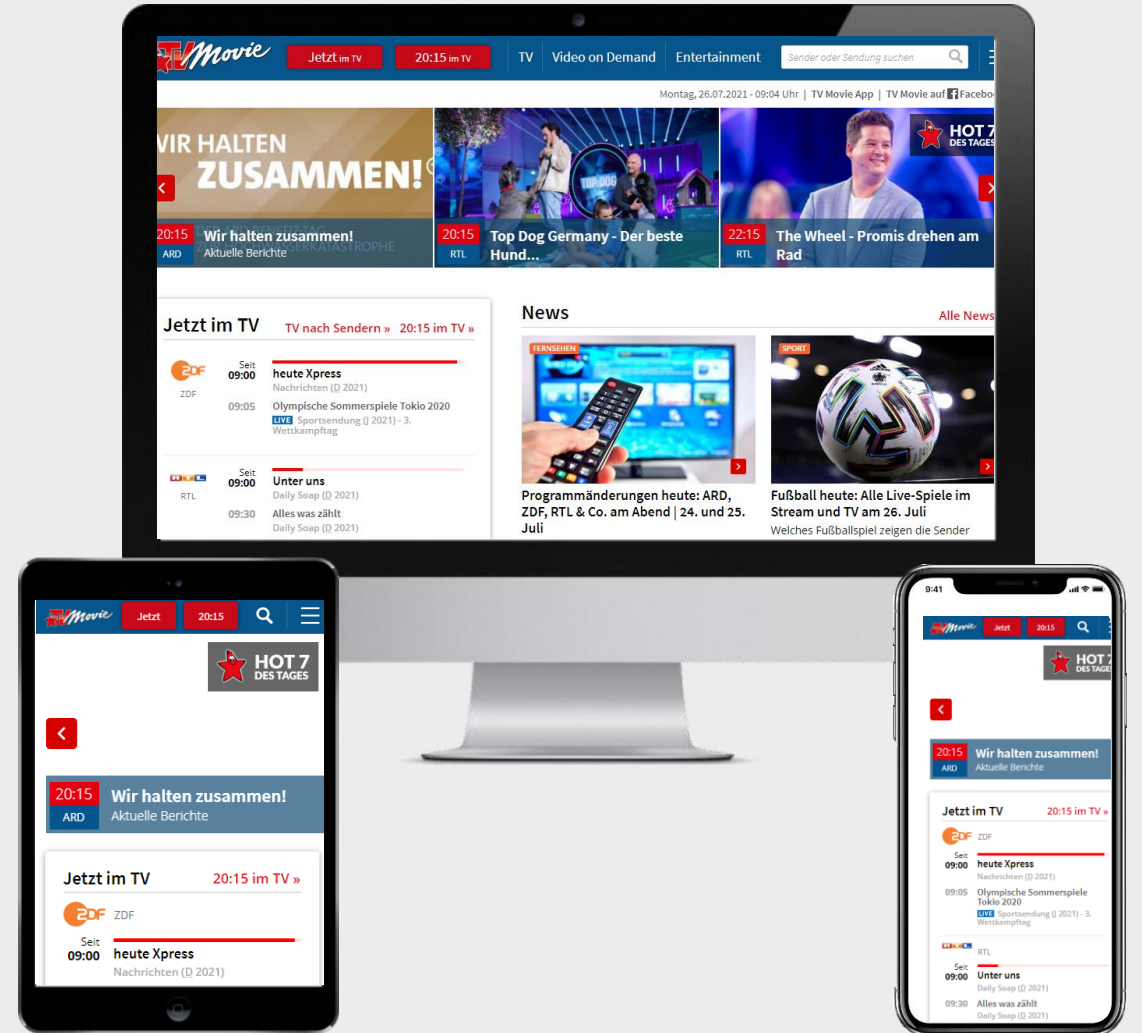 TV Movie
Jetzt im TV
20:15 im TV
TV
Video on Demand
Entertainment
Sender oder Sendung suchen
Montag, 26.07.2021 - 09:04 Uhr | TV Movie App | TV Movie auf Facebo
WIR HALTEN
ZUSAMMEN!
20:15
ARD
Wir halten zusammen!
Aktuelle Berichte
TOP DOG
20:15
RTL
Top Dog Germany - Der beste
Hund...
HOT 7
DES TAGES
22:15
RTL
The Wheel - Promis drehen am
Rad
Jetzt im TV
TV nach Sendern »
20:15 im TV »
ZDF
ZDF
Seit
09:00
heute Xpress
Nachrichten (D 2021)
09:05
Olympische Sommerspiele Tokio 2020
LIVE Sportsendung (J 2021) - 3.
Wettkampftag
RTL
RTL
Seit
09:00
Unter uns
Daily Soap (D 2021)
09:30
Alles was zählt
Daily Soap (D 2021)
News
Alle News
FERNSEHEN
Programmänderungen heute: ARD,
ZDF, RTL & Co. am Abend | 24. und 25.
Juli
SPORT
Fußball heute: Alle Live-Spiele im
Stream und TV am 26. Juli
Welches Fußballspiel zeigen die Sender
TV Movie
Jetzt
20:15
HOT 7
DES TAGES
20:15
ARD
Wir halten zusammen!
Aktuelle Berichte
Jetzt im TV
20:15 im TV »
ZDF
ZDF
Seit
09:00
heute Xpress
Nachrichten (D 2021)
9:41
TV Movie
Jetzt
20:15
HOT 7
DES TAGE
20:15
ARD
Wir halten zusammen!
Aktuelle Berichte
Jetzt im TV
20:15 im TV »
ZDF
ZDF
Seit
09:00
heute Xpress
Nachrichten (D 2021)
09:05
Olympische Sommerspiele
Tokio 2020
LIVE Sportsendung (J 2021) - 3.
Wettkampftag
RTL
RTL
Seit
09:00
Unter uns
Daily Soap (D 2021)
09:30
Alles was zählt
Daily Soap (D 2021)